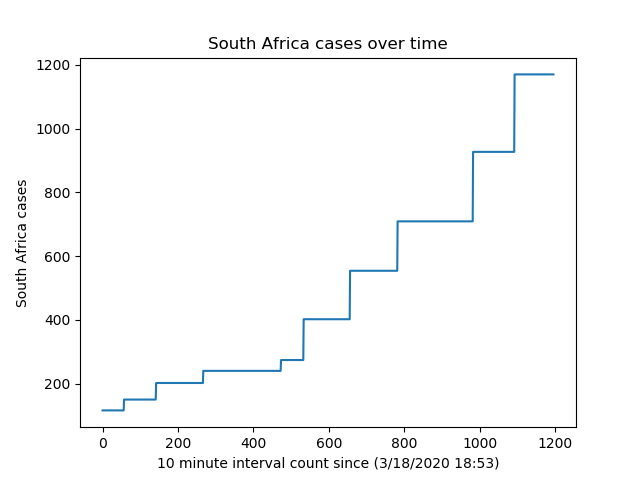 South Africa cases over time
1200
1000
800
600
400
200
South Africa cases
0 200 400 600 800 1000 1200
10 minute interval count since (3/18/2020 18:53)